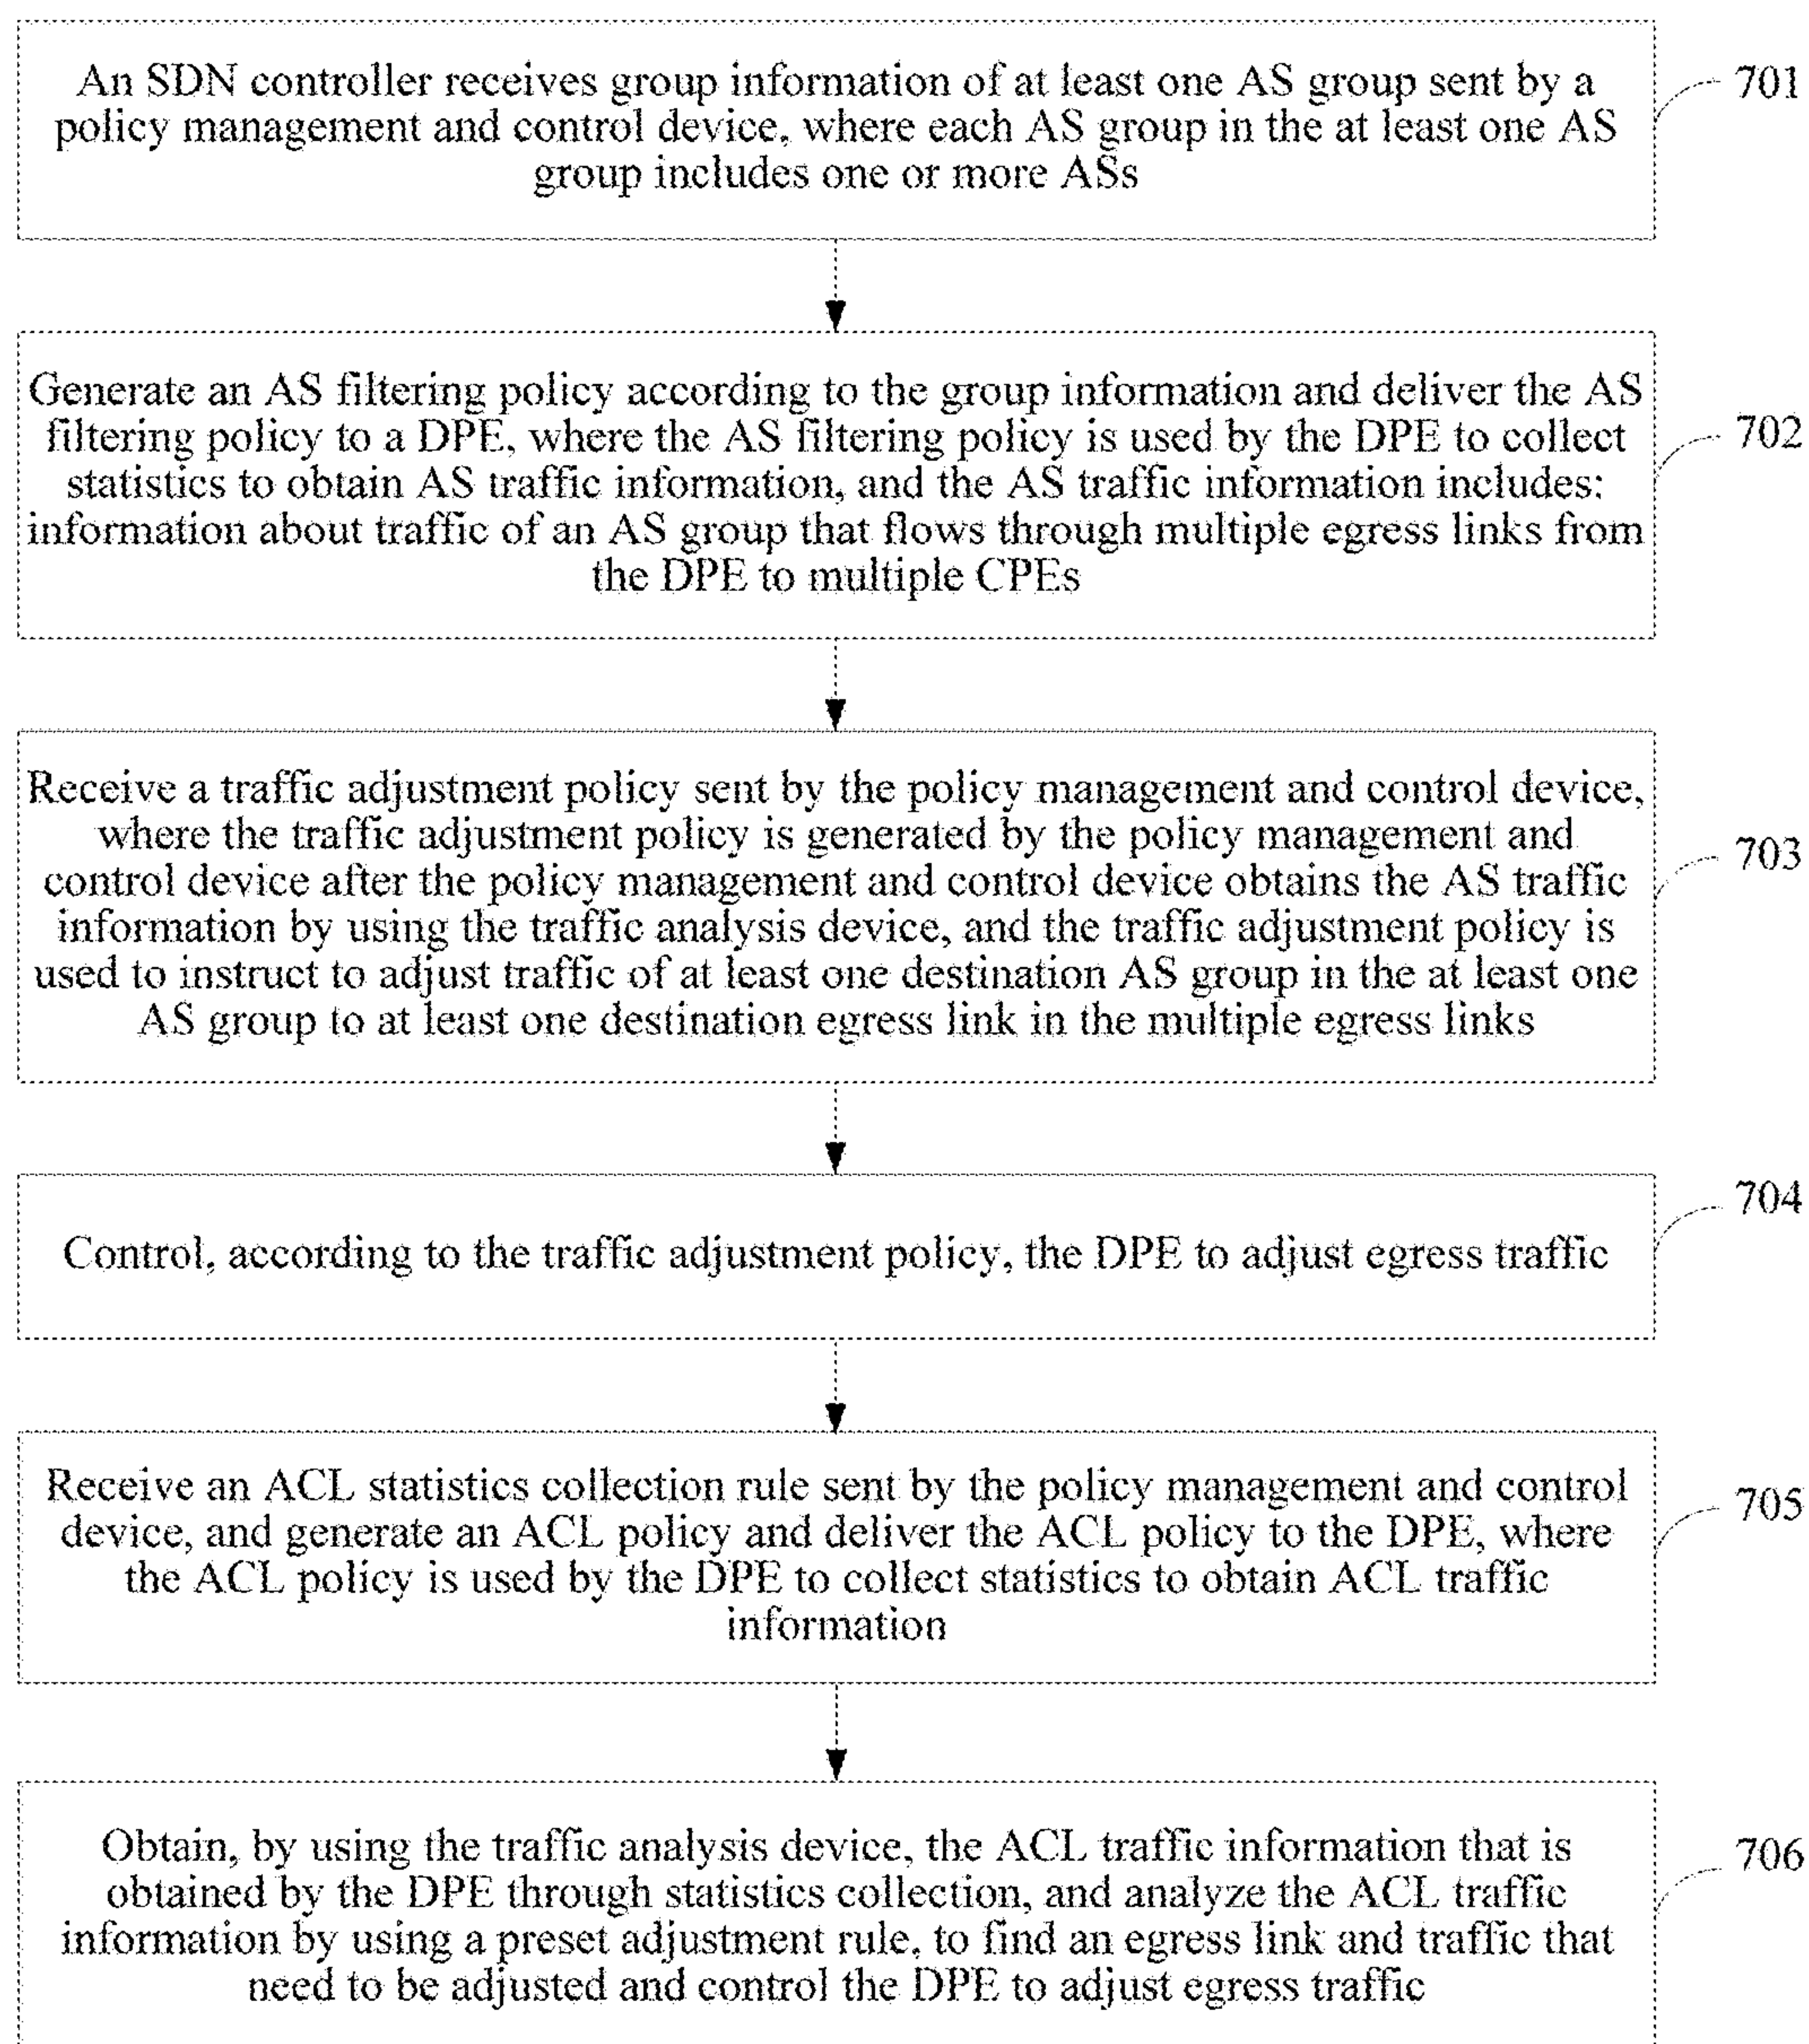 An SDN controller receives group information of at least one AS group sent by a
policy management and control device, where each AS group in the at least one AS
group includes one or more ASs
701
Generate an AS filtering policy according to the group information and deliver the AS
filtering policy to a DPE, where the AS filtering policy is used by the DPE to collect
statistics to obtain AS traffic information, and the AS traffic information includes:
information about traffic of an AS group that flows through multiple egress links from
the DPE to multiple CPEs
702
Receive a traffic adjustment policy sent by the policy management and control device,
where the traffic adjustment policy is generated by the policy management and
control device after the policy management and control device obtains the AS traffic
information by using the traffic analysis device, and the traffic adjustment policy is
used to instruct to adjust traffic of at least one destination AS group in the at least one
AS group to at least one destination egress link in the multiple egress links
703
Control, according to the traffic adjustment policy, the DPE to adjust egress traffic
704
Receive an ACL statistics collection rule sent by the policy management and control
device, and generate an ACL policy and deliver the ACL policy to the DPE, where
the ACL policy is used by the DPE to collect statistics to obtain ACL traffic
information
705
Obtain, by using the traffic analysis device, the ACL traffic information that is
obtained by the DPE through statistics collection, and analyze the ACL traffic
information by using a preset adjustment rule, to find an egress link and traffic that
need to be adjusted and control the DPE to adjust egress traffic
706